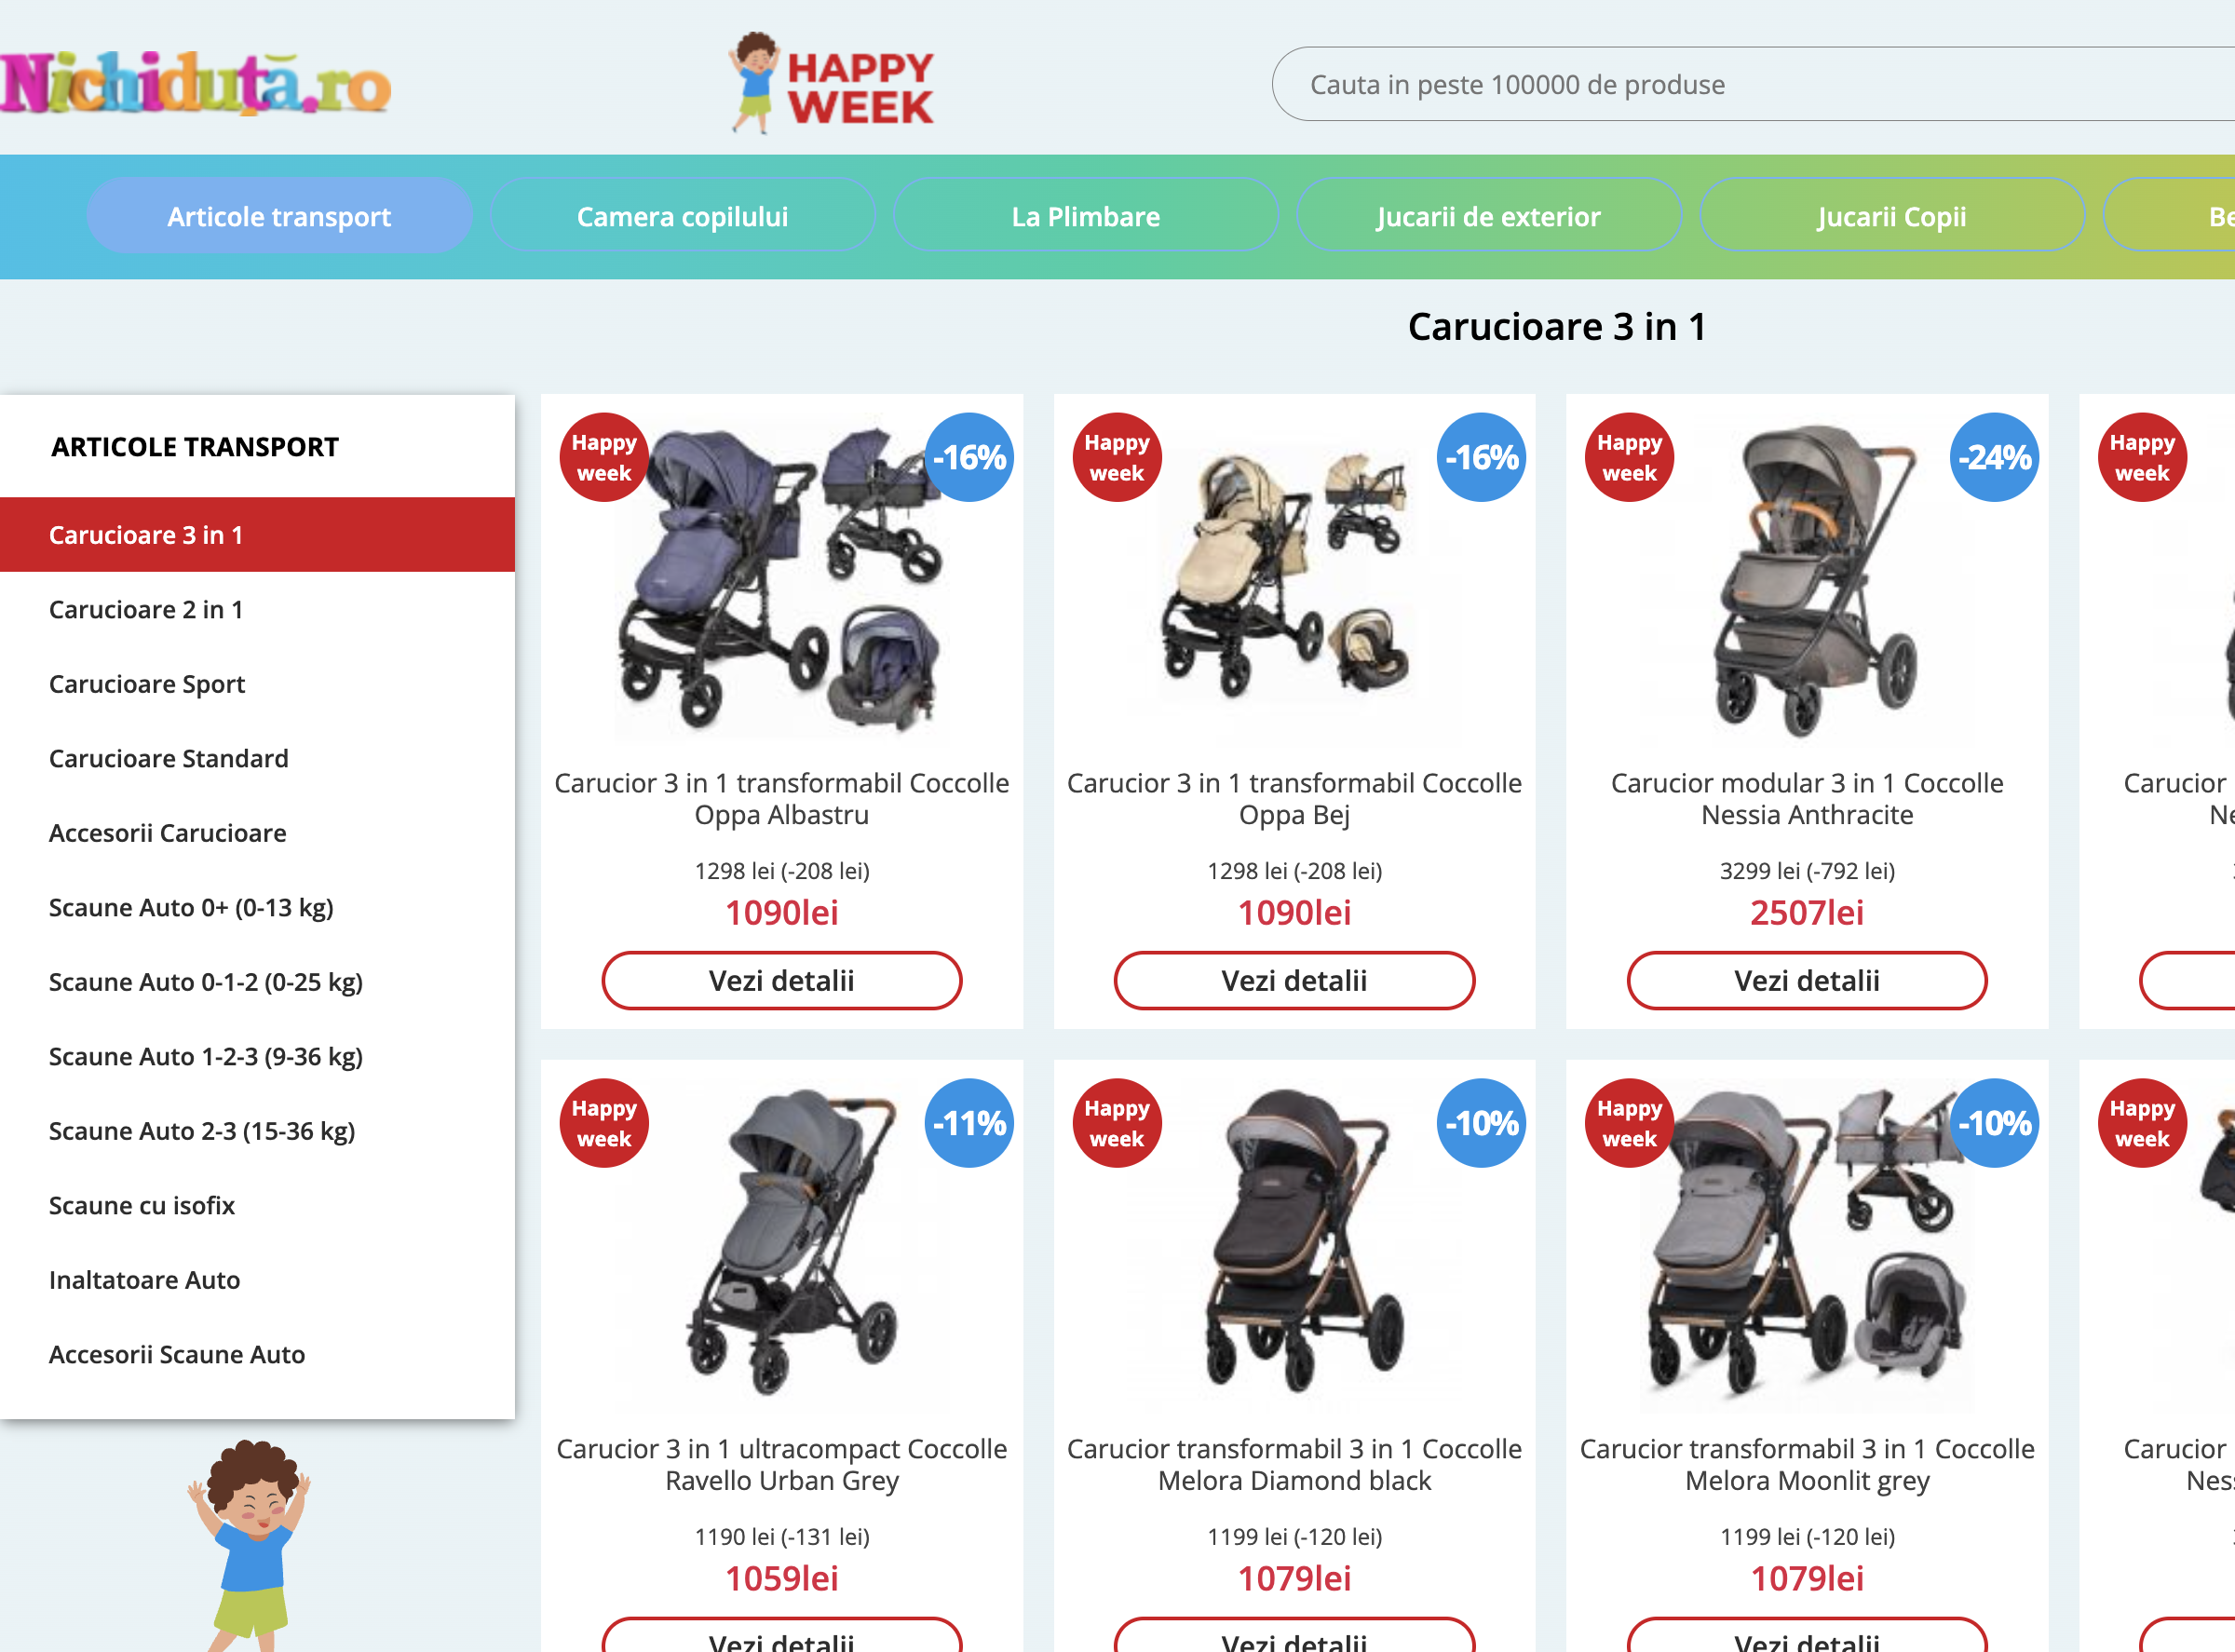 Nichiduță.ro
HAPPY
WEEK
Cauta in peste 100000 de produse
Articole transport
Camera copilului
La Plimbare
Jucarii de exterior
Jucarii Copii
Be
Carucioare 3 in 1
ARTICOLE TRANSPORT
Carucioare 3 in 1
Carucioare 2 in 1
Carucioare Sport
Carucioare Standard
Accesorii Carucioare
Scaune Auto 0+ (0-13 kg)
Scaune Auto 0-1-2 (0-25 kg)
Scaune Auto 1-2-3 (9-36 kg)
Scaune Auto 2-3 (15-36 kg)
Scaune cu isofix
Inaltatoare Auto
Accesorii Scaune Auto
Happy
week
-16%
Carucior 3 in 1 transformabil Coccolle
Oppa Albastru
1298 lei (-208 lei)
1090lei
Vezi detalii
Happy
week
-16%
Carucior 3 in 1 transformabil Coccolle
Oppa Bej
1298 lei (-208 lei)
1090lei
Vezi detalii
Happy
week
-24%
Carucior modular 3 in 1 Coccolle
Nessia Anthracite
3299 lei (-792 lei)
2507lei
Vezi detalii
Happy
week
Carucior
Ne
Happy
week
-11%
Carucior 3 in 1 ultracompact Coccolle
Ravello Urban Grey
1190 lei (-131 lei)
1059lei
Vezi detalii
Happy
week
-10%
Carucior transformabil 3 in 1 Coccolle
Melora Diamond black
1199 lei (-120 lei)
1079lei
Vezi detalii
Happy
week
-10%
Carucior transformabil 3 in 1 Coccolle
Melora Moonlit grey
1199 lei (-120 lei)
1079lei
Vezi detalii
Happy
week
Carucior
Nes